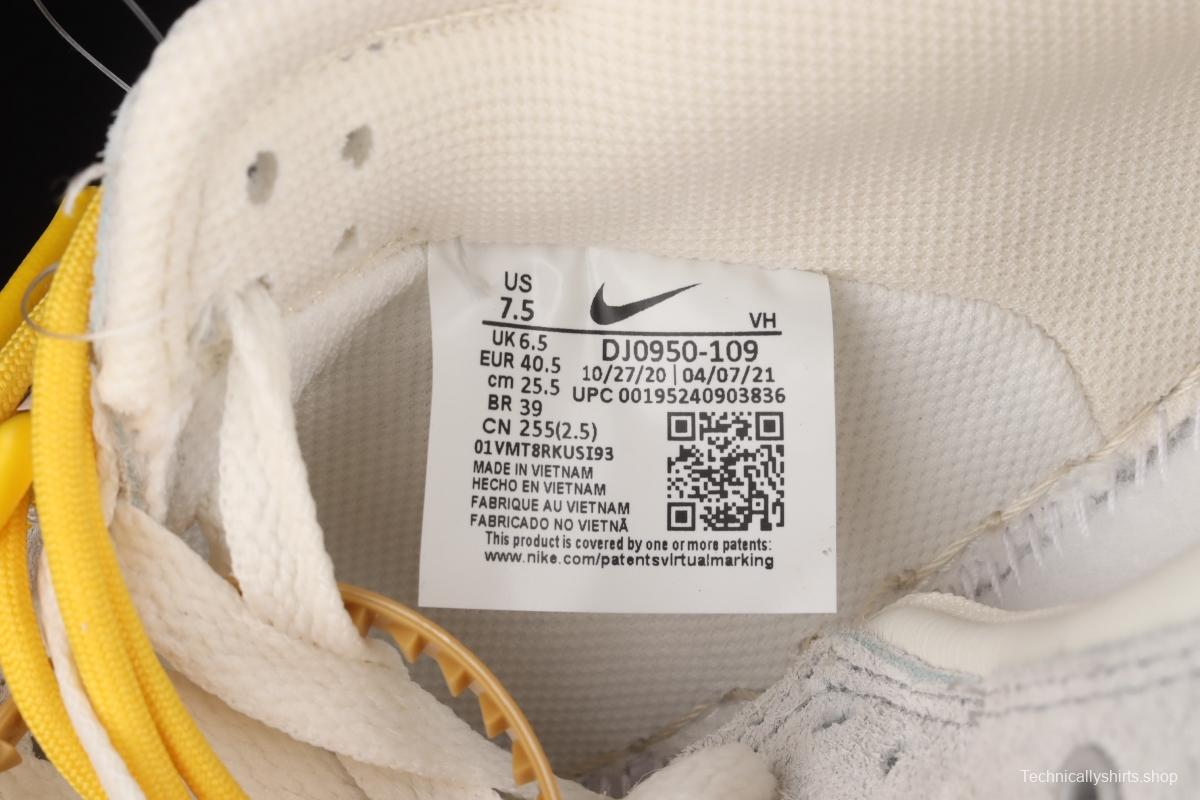 US
7.5
VH
UK 6.5
EUR 40.5
cm 25.5
BR 39
CN 255(2.5)
DJ0950-109
10/27/20 | 04/07/21
UPC 00195240903836
01VMT8RKUSI93
MADE IN VIETNAM
HECHO EN VIETNAM
FABRIQUE AU VIETNAM
FABRICADO NO VIETNÃ
This product is covered by one or more patents:
www.nike.com/patentsvirtualmarking
Technicallyshirts.shop